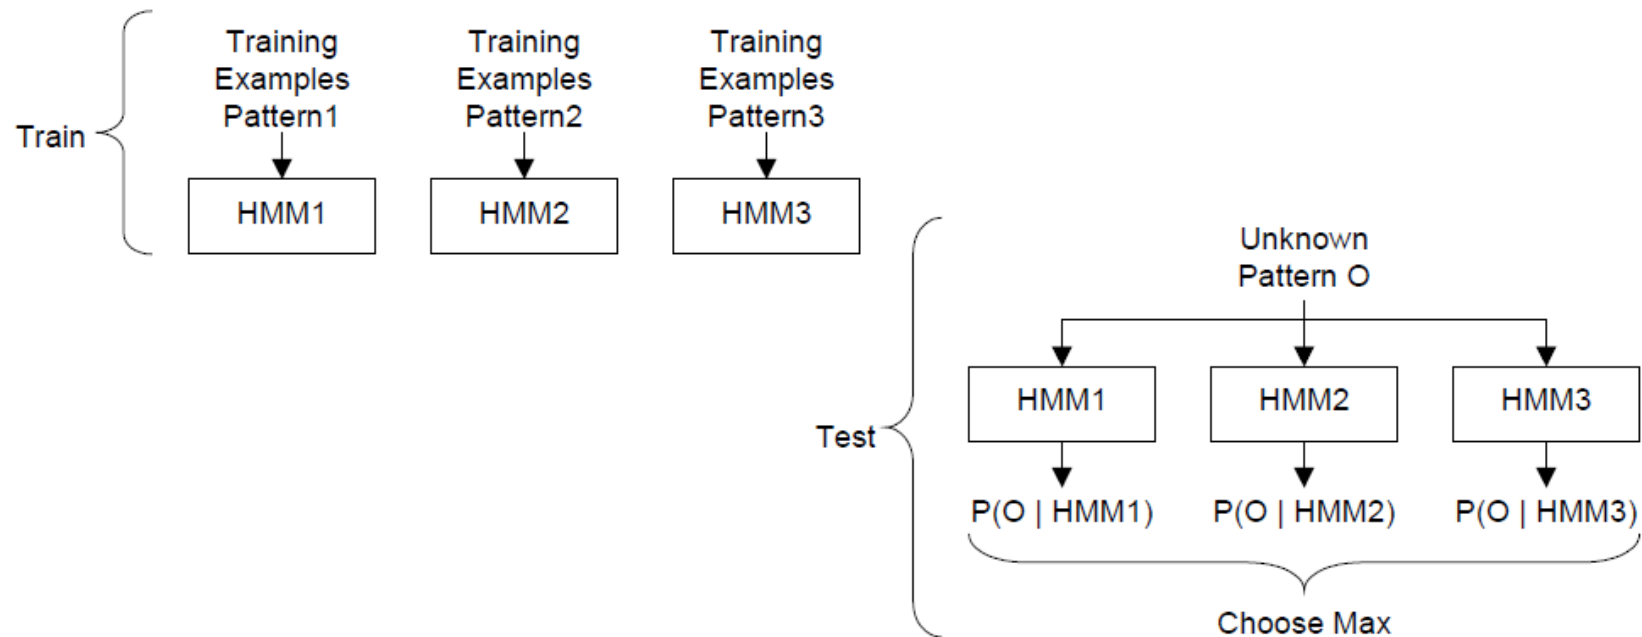 Train
Training
Examples
Pattern1
Training
Examples
Pattern2
Training
Examples
Pattern3
HMM1
HMM2
HMM3
Test
Unknown
Pattern O
HMM1
HMM2
HMM3
P(O | HMM1)
P(O | HMM2)
P(O | HMM3)
Choose Max